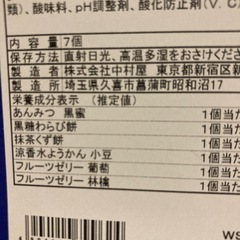 類)、酸味料、pH調整剤、酸化防止剤(V.C
内容量 7個
保存方法 直射日光、高温多湿をおさけくださ
製造者 株式会社中村屋 東京都新宿区新
製造所 埼玉県久喜市菖蒲町昭和沼17
栄養成分表示 (推定値)
あんみつ 黒蜜 1個当た
黒糖わらび餅 1個当た
抹茶くず餅 1個当た
涼香水ようかん 小豆 1個当
フルーツゼリー 葡萄 1個当
フルーツゼリー 林檎 1個当
WS